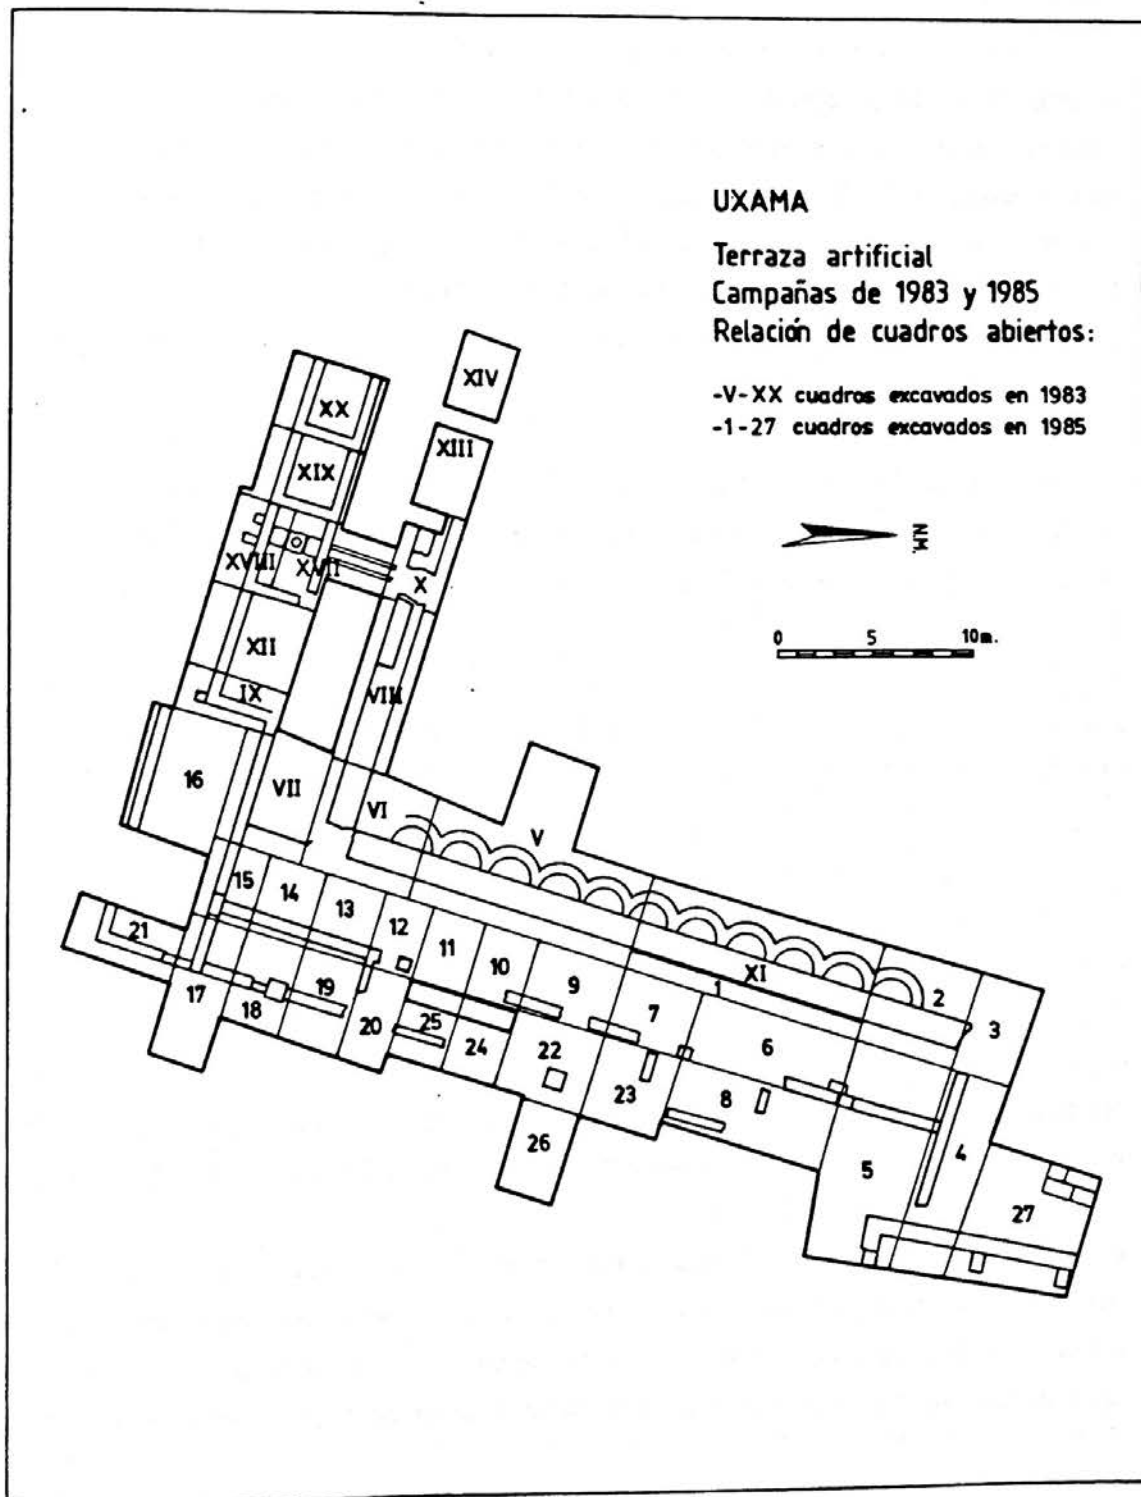 UXAMA
Terraza artificial
Campañas de 1983 y 1985
Relación de cuadros abiertos:
-V-XX cuadros excavados en 1983
-1-27 cuadros excavados en 1985
N.M.
0 5 10m.
XIV
XX
XIII
XIX
XVIII
XVII
X
XII
IX
VIII
16
VII
VI
V
15
14
13
12
11
10
9
XI
1
2
3
21
17
18
19
20
25
24
22
7
6
23
8
26
5
4
27